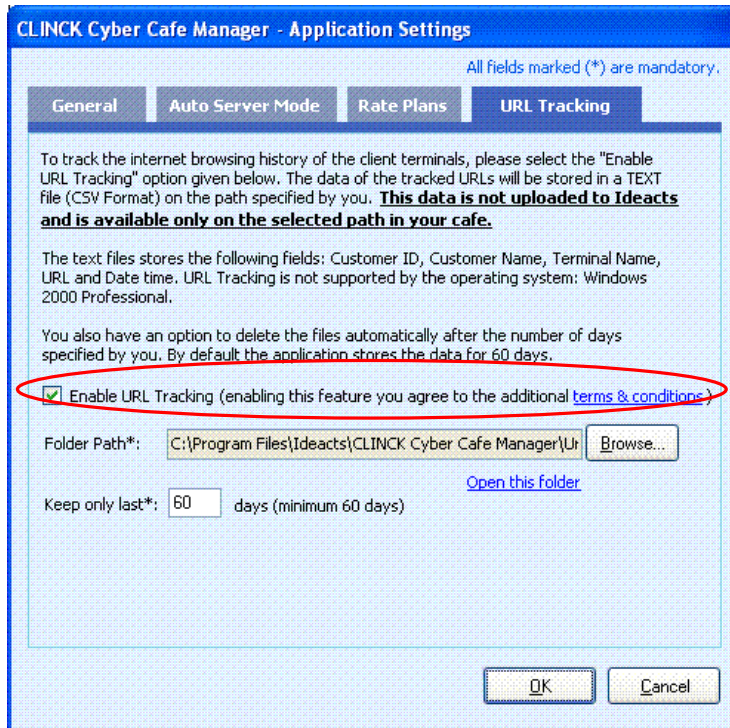 CLINCK Cyber Cafe Manager - Application Settings
All fields marked (*) are mandatory.
General Auto Server Mode Rate Plans URL Tracking
To track the internet browsing history of the client terminals, please select the "Enable
URL Tracking" option given below. The data of the tracked URLs will be stored in a TEXT
file (CSV Format) on the path specified by you. This data is not uploaded to Ideacts
and is available only on the selected path in your cafe.
The text files stores the following fields: Customer ID, Customer Name, Terminal Name,
URL and Date time. URL Tracking is not supported by the operating system: Windows
2000 Professional.
You also have an option to delete the files automatically after the number of days
specified by you. By default the application stores the data for 60 days.
Enable URL Tracking (enabling this feature you agree to the additional terms & conditions)
Folder Path*: C:\Program Files\Ideacts\CLINCK Cyber Cafe Manager\Ur Browse...
Open this folder
Keep only last*: 60 days (minimum 60 days)
OK Cancel